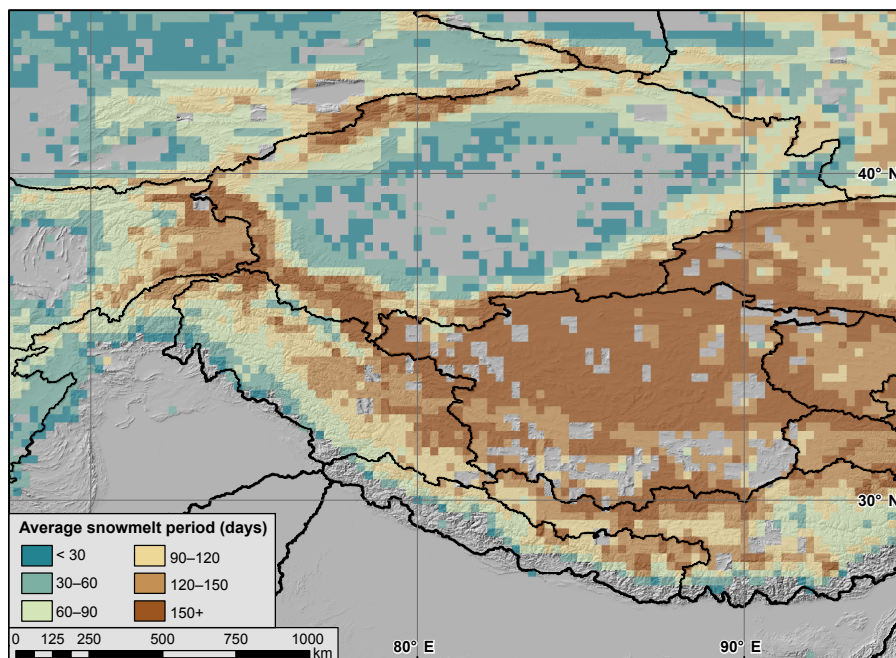 40° N
30° N
Average snowmelt period (days)
< 30
90–120
30–60
120–150
60–90
150+
0 125 250 500 750 1000
km
80° E
90° E